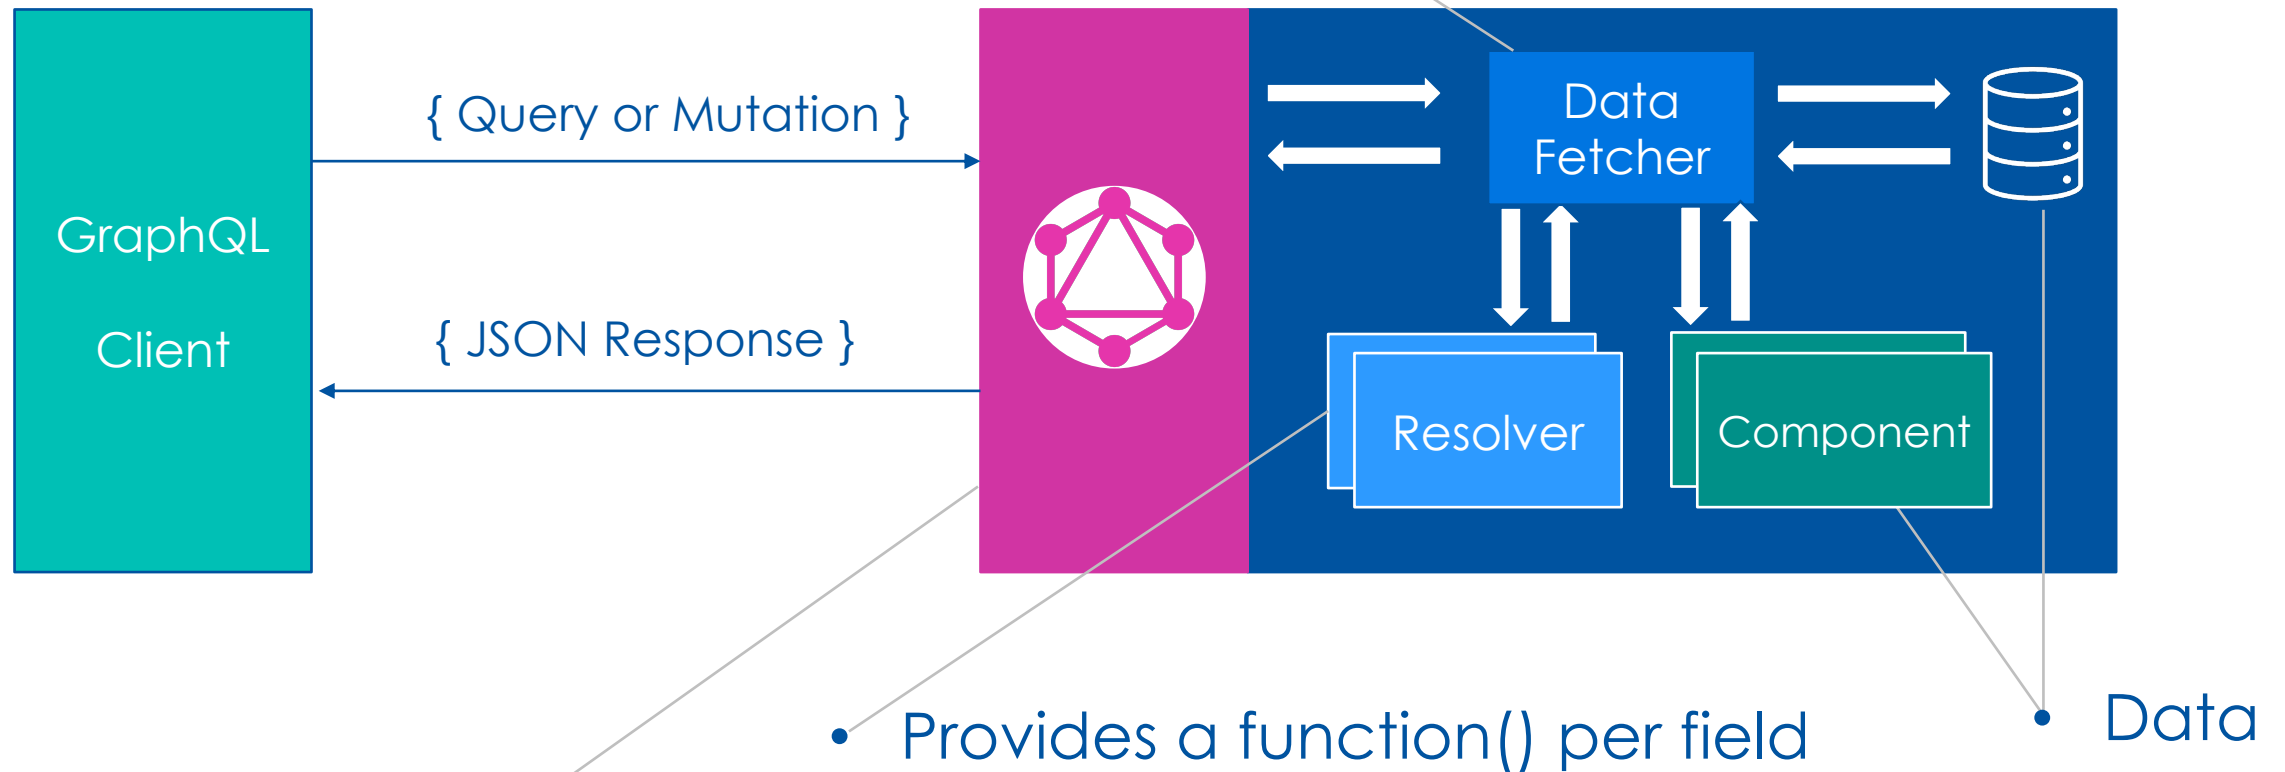 GraphQL
Client
{ Query or Mutation }
{ JSON Response }
Data
Fetcher
Resolver
Component
• Provides a function() per field
• Data